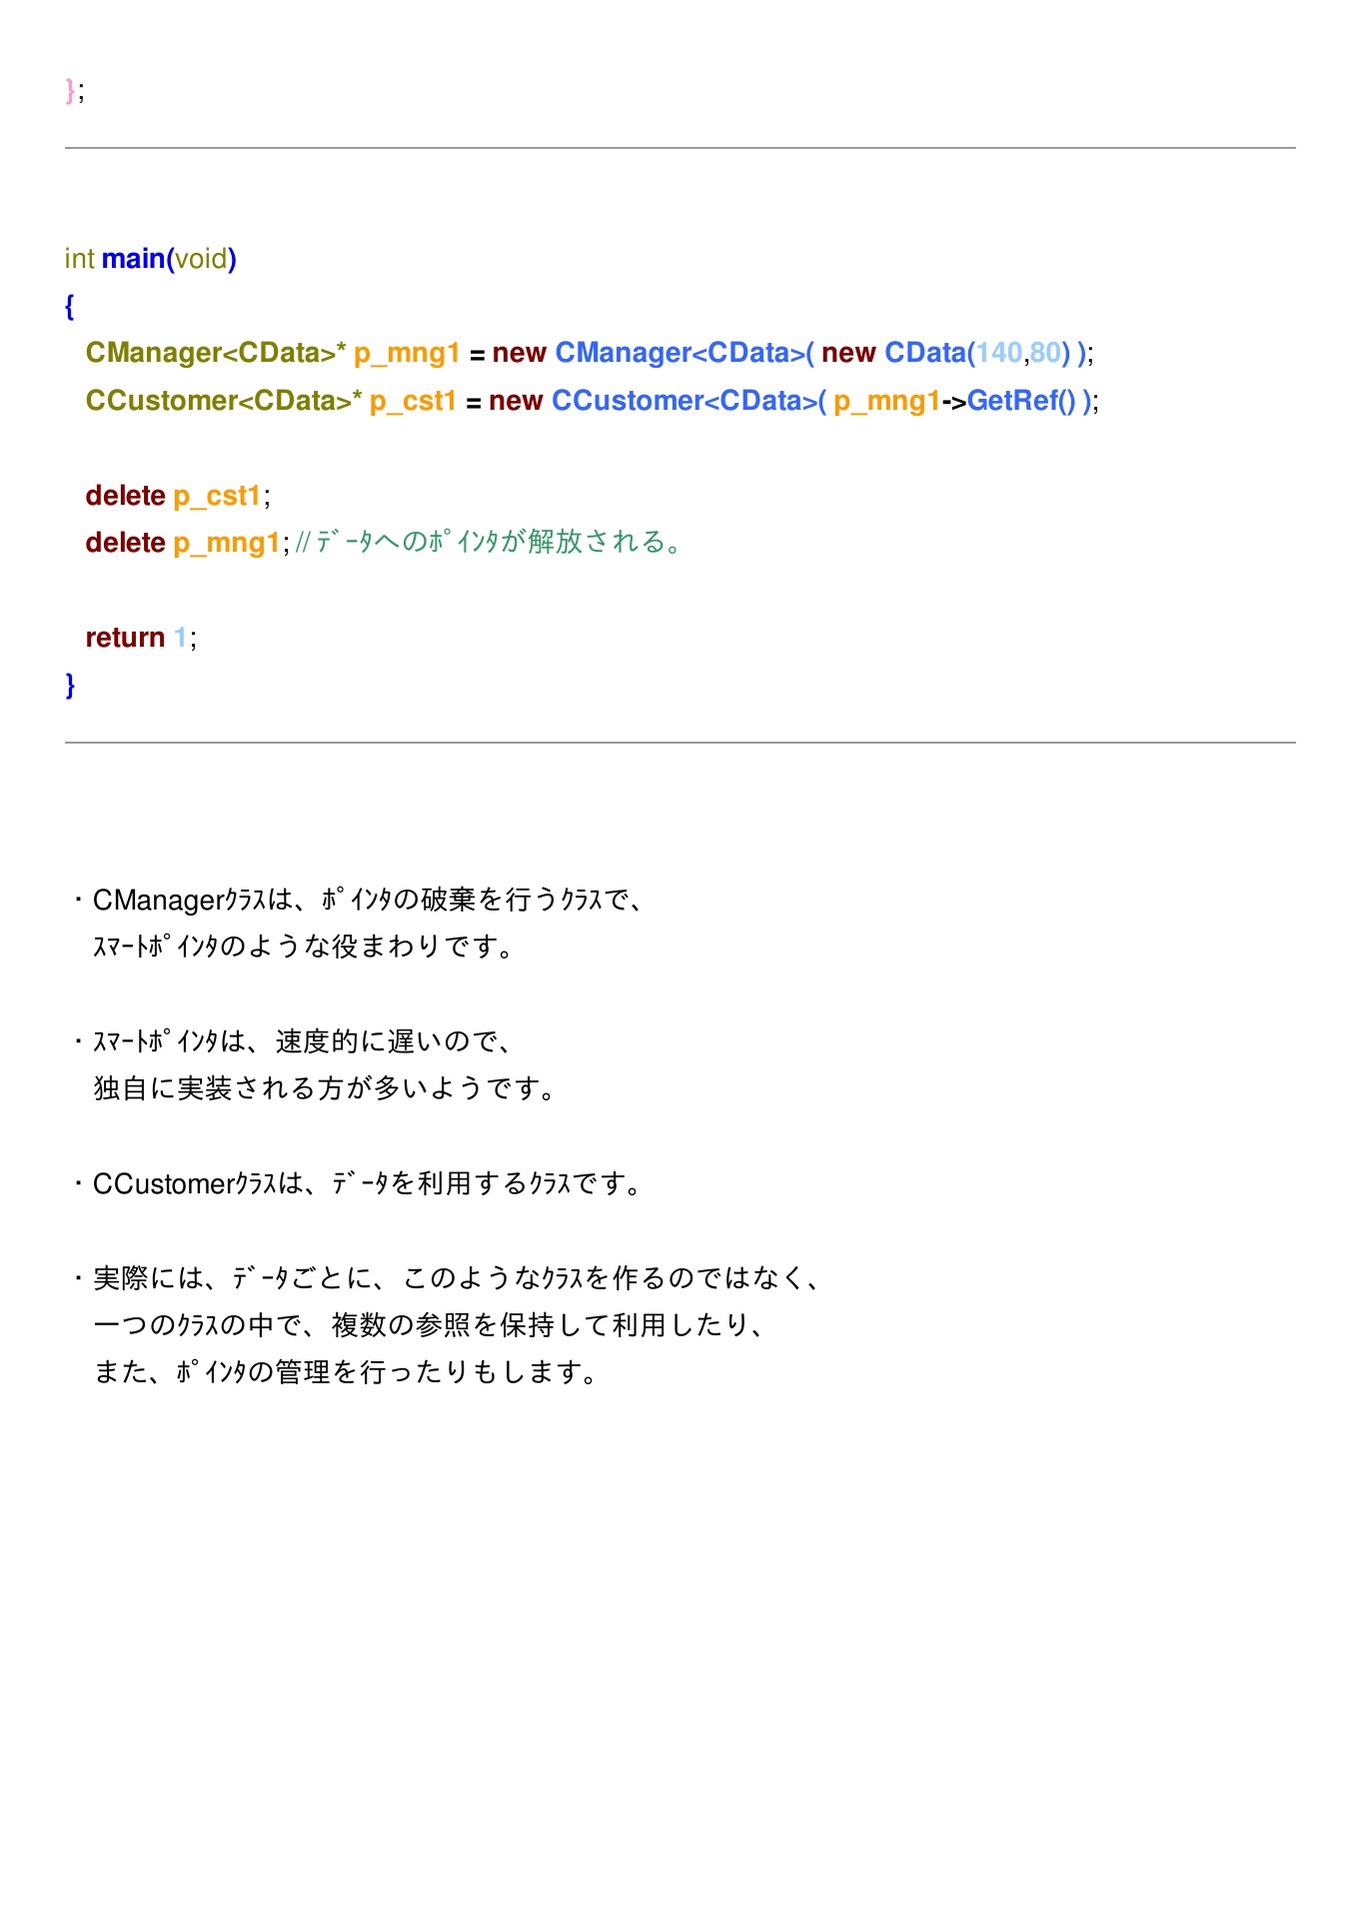 };
int main(void)
{
CManager<CData>* p_mng1 = new CManager<CData>( new CData(140,80) );
CCustomer<CData>* p_cst1 = new CCustomer<CData>( p_mng1->GetRef() );
delete p_cst1;
delete p_mng1; // ﾃﾞｰﾀへのﾎﾟｲﾝﾀが解放される。
return 1;
}
・CManagerｸﾗｽは、ﾎﾟｲﾝﾀの破棄を行うｸﾗｽで、
ｽﾏｰﾄﾎﾟｲﾝﾀのような役まわりです。
・ｽﾏｰﾄﾎﾟｲﾝﾀは、速度的に遅いので、
独自に実装される方が多いようです。
・CCustomerｸﾗｽは、ﾃﾞｰﾀを利用するｸﾗｽです。
・実際には、ﾃﾞｰﾀごとに、このようなｸﾗｽを作るのではなく、
一つのｸﾗｽの中で、複数の参照を保持して利用したり、
また、ﾎﾟｲﾝﾀの管理を行ったりもします。